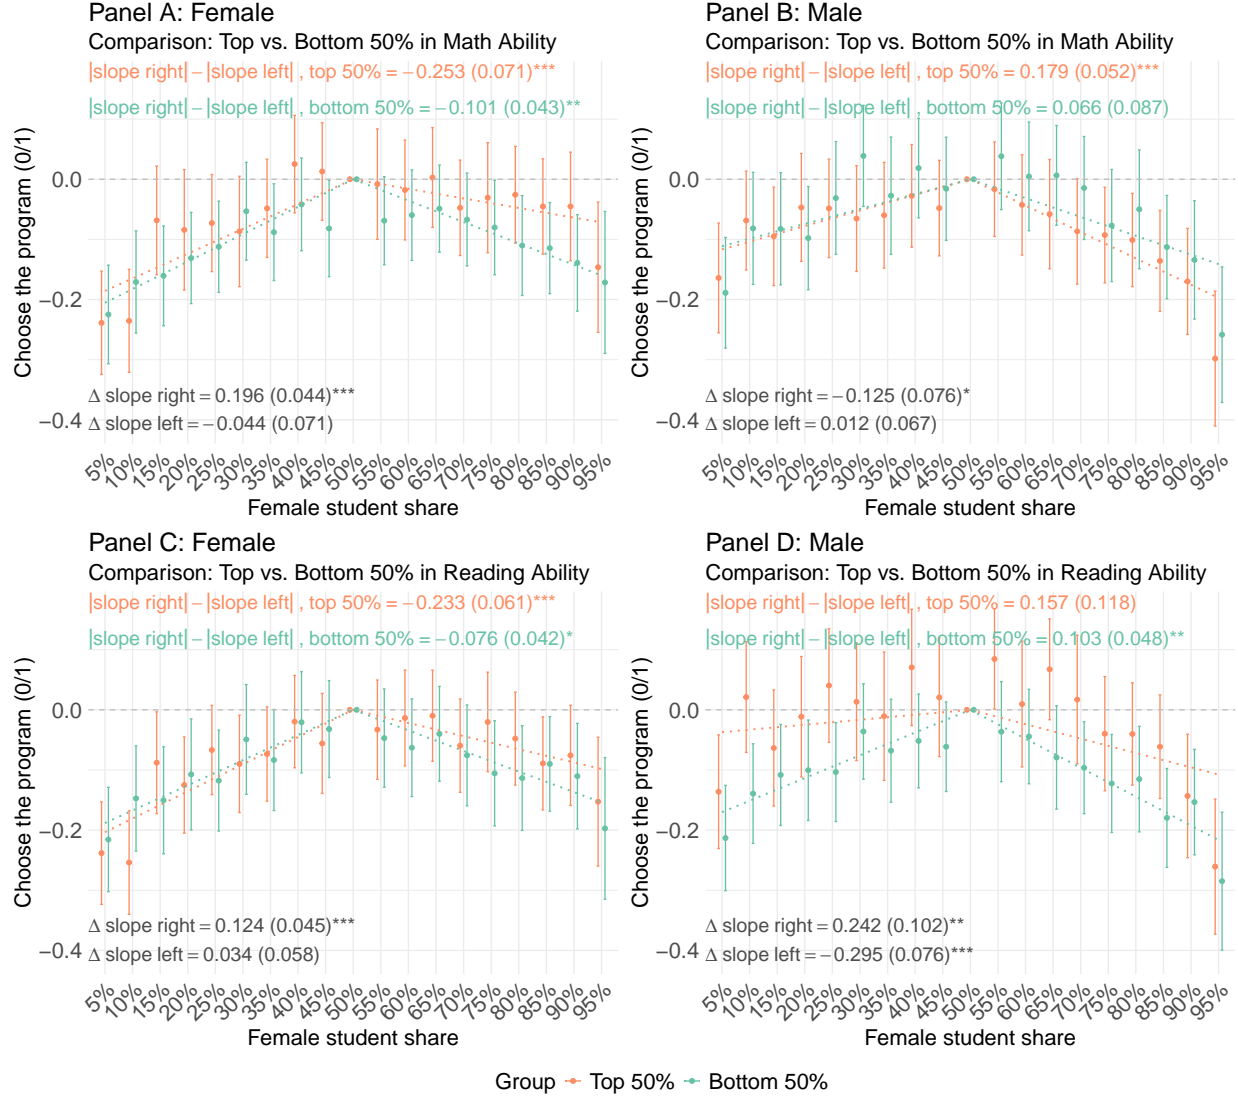 Panel A: Female
Comparison: Top vs. Bottom 50% in Math Ability
|slope right| − |slope left| , top 50% = −0.253 (0.071)***
|slope right| − |slope left| , bottom 50% = −0.101 (0.043)**
Choose the program (0/1)
0.0
−0.2
−0.4
Δ slope right = 0.196 (0.044)***
Δ slope left = −0.044 (0.071)
5% 10% 15% 20% 25% 30% 35% 40% 45% 50% 55% 60% 65% 70% 75% 80% 85% 90% 95%
Female student share
Panel B: Male
Comparison: Top vs. Bottom 50% in Math Ability
|slope right| − |slope left| , top 50% = 0.179 (0.052)***
|slope right| − |slope left| , bottom 50% = 0.066 (0.087)
Choose the program (0/1)
0.0
−0.2
−0.4
Δ slope right = −0.125 (0.076)*
Δ slope left = 0.012 (0.067)
5% 10% 15% 20% 25% 30% 35% 40% 45% 50% 55% 60% 65% 70% 75% 80% 85% 90% 95%
Female student share
Panel C: Female
Comparison: Top vs. Bottom 50% in Reading Ability
|slope right| − |slope left| , top 50% = −0.233 (0.061)***
|slope right| − |slope left| , bottom 50% = −0.076 (0.042)*
Choose the program (0/1)
0.0
−0.2
−0.4
Δ slope right = 0.124 (0.045)***
Δ slope left = 0.034 (0.058)
5% 10% 15% 20% 25% 30% 35% 40% 45% 50% 55% 60% 65% 70% 75% 80% 85% 90% 95%
Female student share
Panel D: Male
Comparison: Top vs. Bottom 50% in Reading Ability
|slope right| − |slope left| , top 50% = 0.157 (0.118)
|slope right| − |slope left| , bottom 50% = 0.103 (0.048)**
Choose the program (0/1)
0.0
−0.2
−0.4
Δ slope right = 0.242 (0.102)**
Δ slope left = −0.295 (0.076)***
5% 10% 15% 20% 25% 30% 35% 40% 45% 50% 55% 60% 65% 70% 75% 80% 85% 90% 95%
Female student share
Group Top 50% Bottom 50%